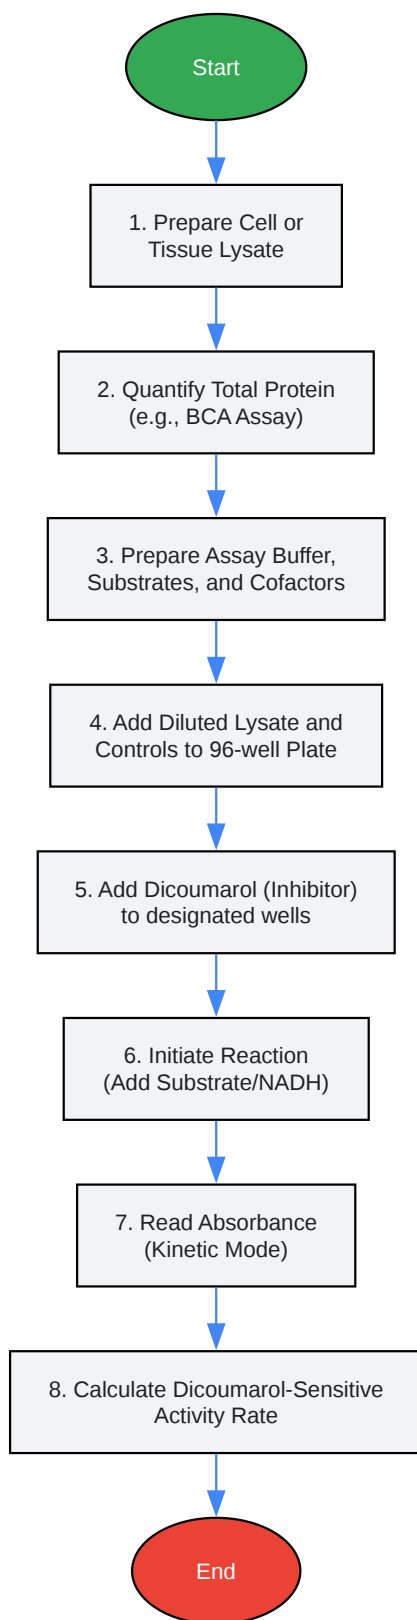 Start
1. Prepare Cell or
Tissue Lysate
2. Quantify Total Protein
(e.g., BCA Assay)
3. Prepare Assay Buffer,
Substrates, and Cofactors
4. Add Diluted Lysate and
Controls to 96-well Plate
5. Add Dicoumarol (Inhibitor)
to designated wells
6. Initiate Reaction
(Add Substrate/NADH)
7. Read Absorbance
(Kinetic Mode)
8. Calculate Dicoumarol-Sensitive
Activity Rate
End